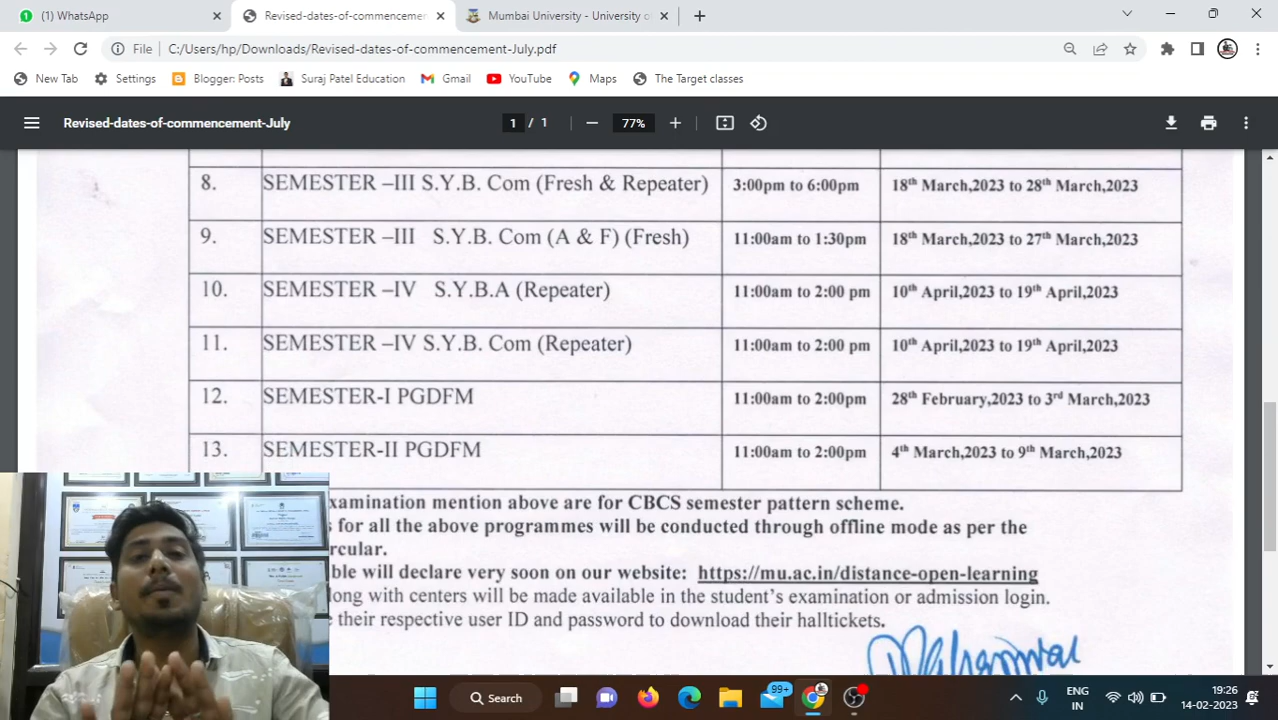 (1) WhatsApp
Revised-dates-of-commencemen
Mumbai University - University of
File C:/Users/hp/Downloads/Revised-dates-of-commencement-July.pdf
New Tab Settings Blogger: Posts Suraj Patel Education Gmail YouTube Maps The Target classes
Revised-dates-of-commencement-July 1 / 1 77%
8. SEMESTER –III S.Y.B. Com (Fresh & Repeater) 3:00pm to 6:00pm 18th March,2023 to 28th March,2023
9. SEMESTER –III S.Y.B. Com (A & F) (Fresh) 11:00am to 1:30pm 18th March,2023 to 27th March,2023
10. SEMESTER –IV S.Y.B.A (Repeater) 11:00am to 2:00 pm 10th April,2023 to 19th April,2023
11. SEMESTER –IV S.Y.B. Com (Repeater) 11:00am to 2:00 pm 10th April,2023 to 19th April,2023
12. SEMESTER-I PGDFM 11:00am to 2:00pm 28th February,2023 to 3rd March,2023
13. SEMESTER-II PGDFM 11:00am to 2:00pm 4th March,2023 to 9th March,2023
xamination mention above are for CBCS semester pattern scheme.
s for all the above programmes will be conducted through offline mode as per the
rcular.
ble will declare very soon on our website: https://mu.ac.in/distance-open-learning
long with centers will be made available in the student's examination or admission login.
e their respective user ID and password to download their halltickets.
Search 99+ ENG 19:26
IN 14-02-2023